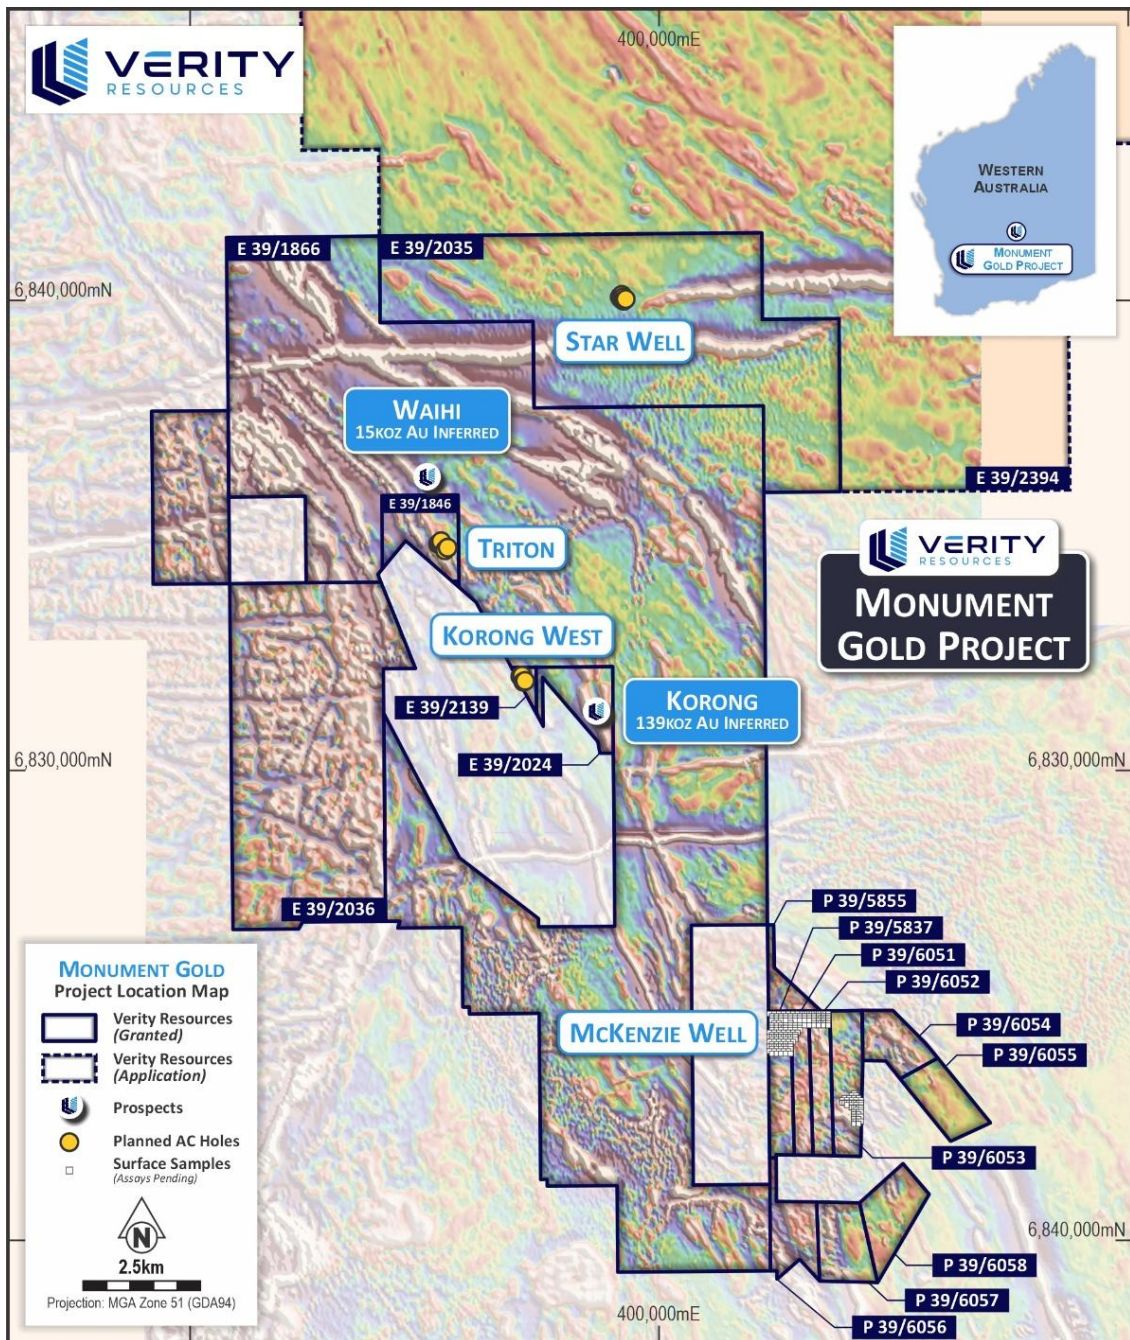 400,000mE
VERITY
RESOURCES
WESTERN
AUSTRALIA
MONUMENT
GOLD PROJECT
E 39/1866
E 39/2035
6,840,000mN
STAR WELL
WAIHI
15KOZ AU INFERRED
E 39/2394
E 39/1846
TRITON
VERITY
RESOURCES
MONUMENT
GOLD PROJECT
KORONG WEST
E 39/2139
KORONG
139KOZ AU INFERRED
6,830,000mN
E 39/2024
6,830,000mN
E 39/2036
P 39/5855
P 39/5837
P 39/6051
P 39/6052
MCKENZIE WELL
P 39/6054
P 39/6055
P 39/6053
6,840,000mN
P 39/6058
P 39/6057
P 39/6056
400,000mE
MONUMENT GOLD
Project Location Map
Verity Resources
(Granted)
Verity Resources
(Application)
Prospects
Planned AC Holes
Surface Samples
(Assays Pending)
N
2.5km
Projection: MGA Zone 51 (GDA94)